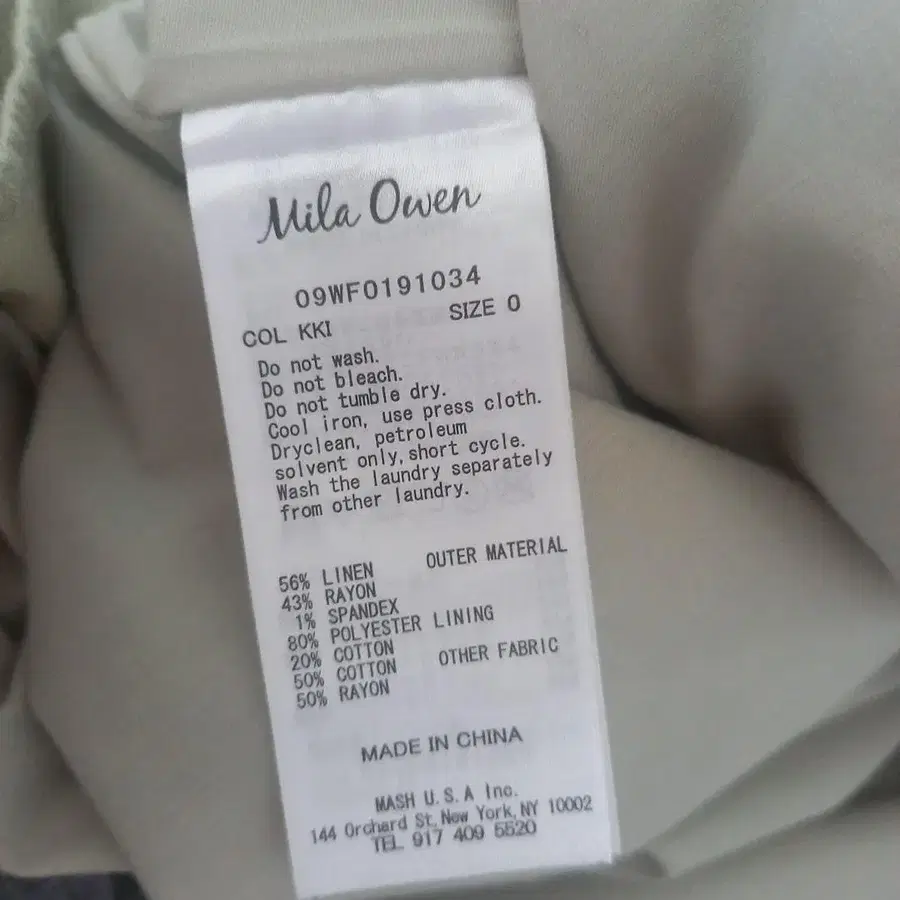 Mila Owen
09WF0191034
COL KKI SIZE 0
Do not wash.
Do not bleach.
Do not tumble dry.
Cool iron, use press cloth.
Dryclean, petroleum
solvent only, short cycle.
Wash the laundry separately
from other laundry.
56% LINEN OUTER MATERIAL
43% RAYON
1% SPANDEX
80% POLYESTER LINING
20% COTTON
50% COTTON OTHER FABRIC
50% RAYON
MADE IN CHINA
MASH U.S.A Inc.
144 Orchard St, New York, NY 10002
TEL 917 409 5520